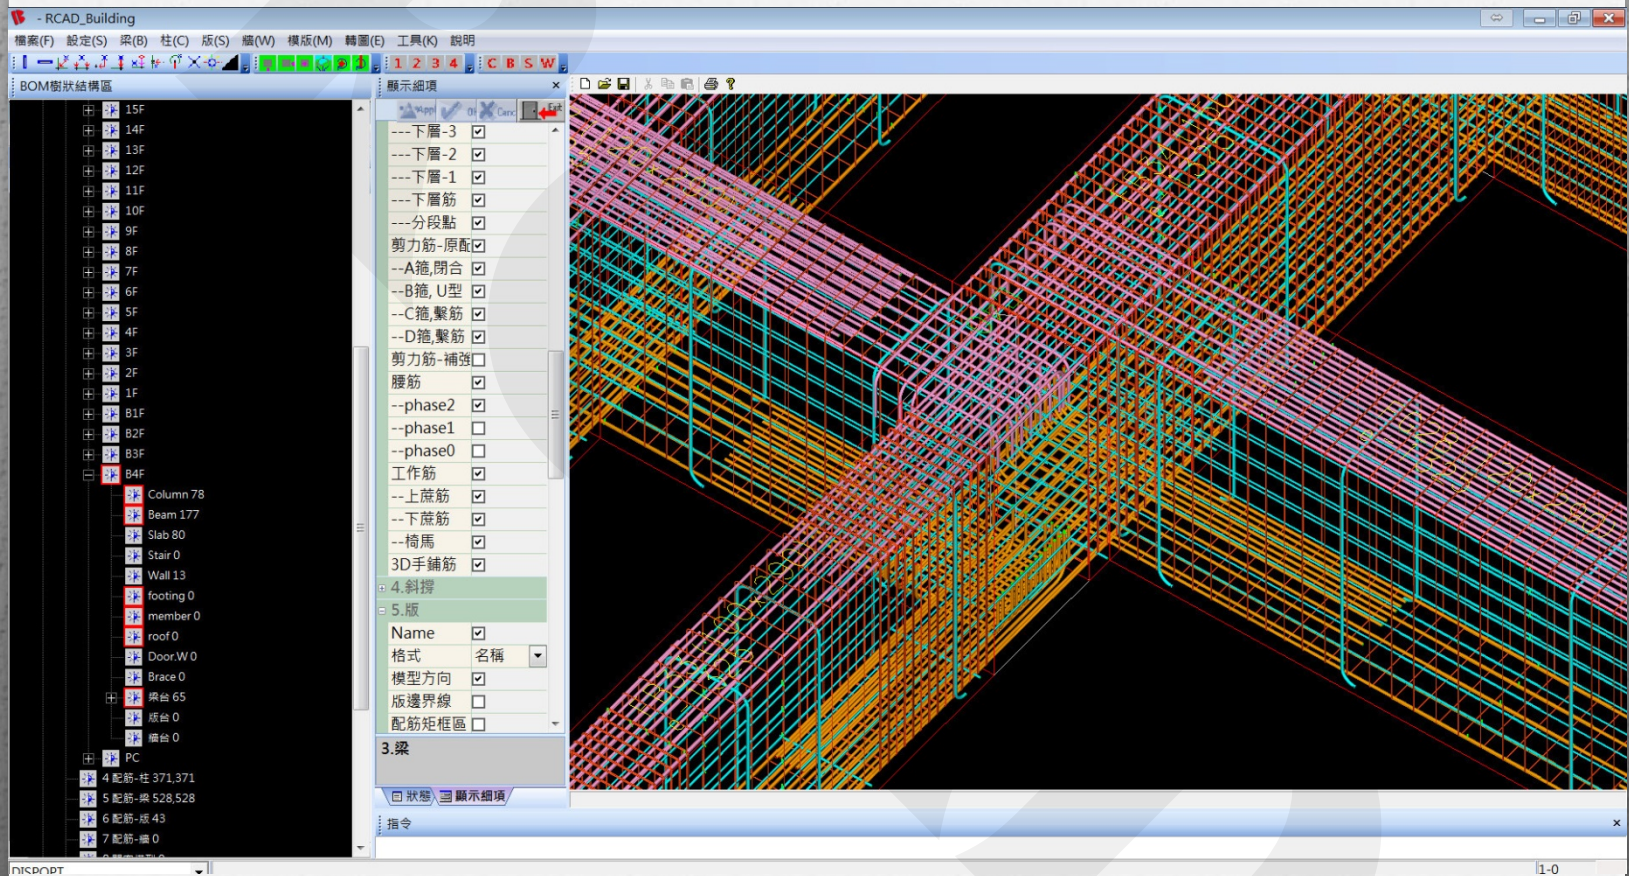 - RCAD_Building
檔案(F) 設定(S) 梁(B) 柱(C) 版(S) 牆(W) 模版(M) 轉圖(E) 工具(K) 說明
1 2 3 4 C B S W
BOM樹狀結構區
15F
14F
13F
12F
11F
10F
9F
8F
7F
6F
5F
4F
3F
2F
1F
B1F
B2F
B3F
B4F
Column 78
Beam 177
Slab 80
Stair 0
Wall 13
footing 0
member 0
roof 0
Door.W 0
Brace 0
梁台 65
版台 0
牆台 0
PC
4 配筋-柱 371,371
5 配筋-梁 528,528
6 配筋-版 43
7 配筋-牆 0
DISPOPT
顯示細項
Exit
---下層-3
---下層-2
---下層-1
---下層筋
---分段點
剪力筋-原配
--A箍,閉合
--B箍, U型
--C箍,繫筋
--D箍,繫筋
剪力筋-補強
腰筋
--phase2
--phase1
--phase0
工作筋
--上蔗筋
--下蔗筋
--椅馬
3D手鋪筋
4.斜撐
5.版
Name
格式 名稱
模型方向
版邊界線
配筋矩框區
3.梁
狀態 顯示細項
指令
1-0